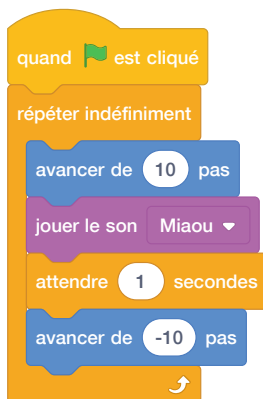 quand est cliqué
répéter indéfiniment
avancer de 10 pas
jouer le son Miaou
attendre 1 secondes
avancer de -10 pas